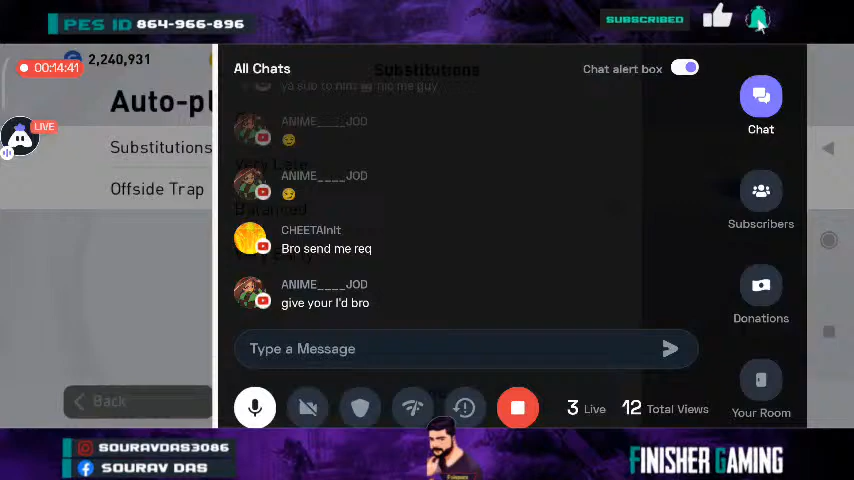 PES ID 864-966-896
SUBSCRIBED
2,240,931
00:14:41
All Chats
Substitutions
Chat alert box
Auto-pl
LIVE
Chat
ANIME____JOD
Substitutions
ANIME____JOD
Offside Trap
Balanced
Subscribers
CHEETAInit
Bro send me req
ANIME____JOD
give your I'd bro
Donations
Type a Message
Back
3 Live
12 Total Views
Your Room
SOURAVDAS3086
SOURAV DAS
FINISHER GAMING